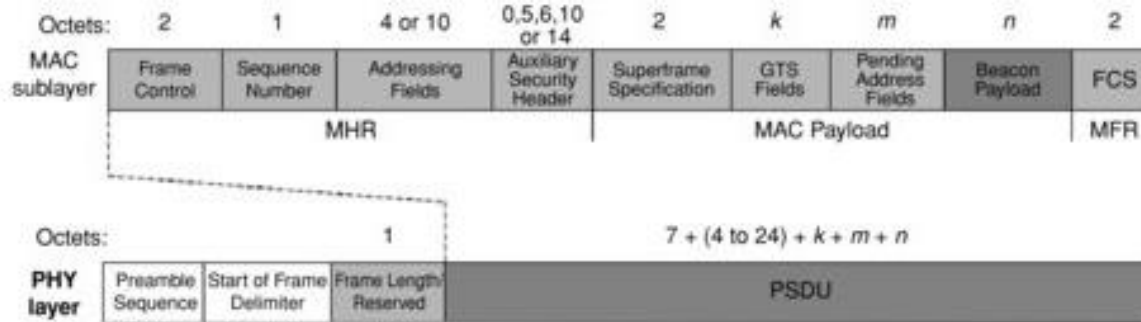 Octets: 2 1 4 or 10 0,5,6,10 or 14 2 k m n 2
MAC sublayer Frame Control Sequence Number Addressing Fields Auxiliary Security Header Superframe Specification GTS Fields Pending Address Fields Beacon Payload FCS
MHR MAC Payload MFR
Octets: 1 7 + (4 to 24) + k + m + n
PHY layer Preamble Sequence Start of Frame Delimiter Frame Length/ Reserved PSDU